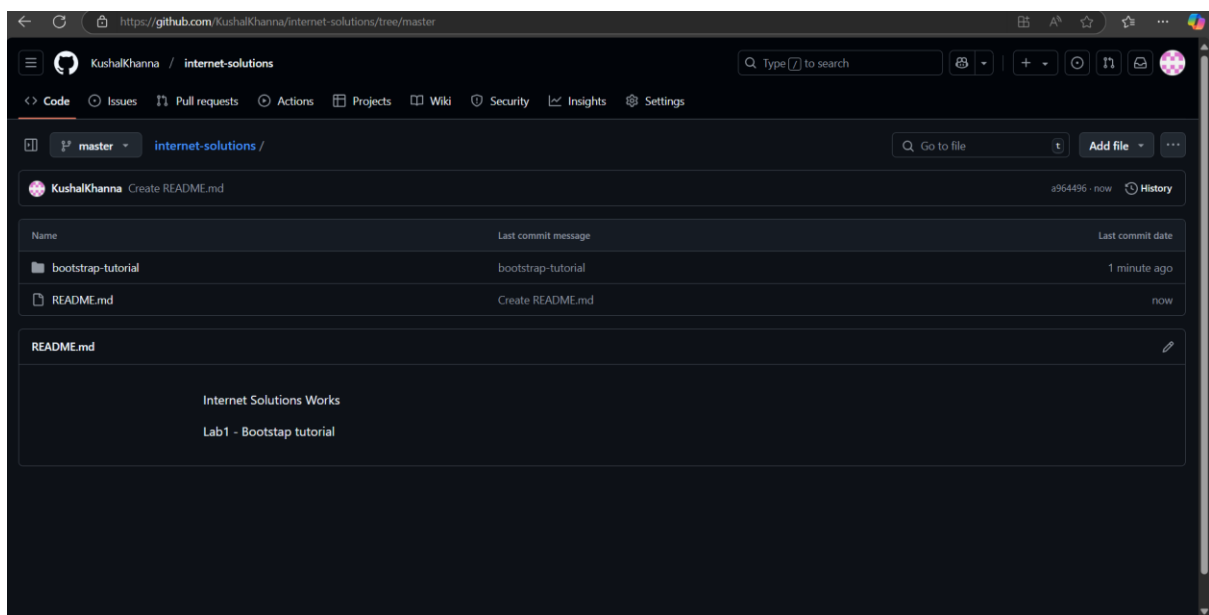 https://github.com/KushalKhanna/internet-solutions/tree/master
KushalKhanna / internet-solutions
Type / to search
Code Issues Pull requests Actions Projects Wiki Security Insights Settings
master internet-solutions / Go to file t Add file
KushalKhanna Create README.md a964496 · now History
Name Last commit message Last commit date
bootstrap-tutorial bootstrap-tutorial 1 minute ago
README.md Create README.md now
README.md
Internet Solutions Works
Lab1 - Bootstap tutorial